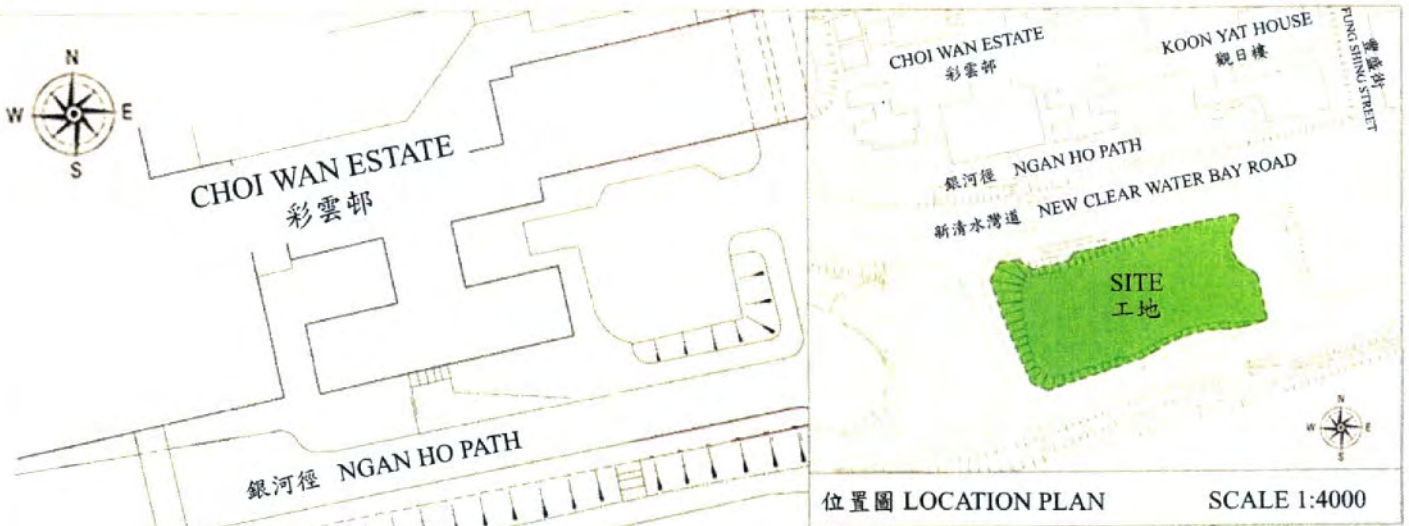 N
W
E
S
CHOI WAN ESTATE
彩雲邨
銀河徑 NGAN HO PATH
CHOI WAN ESTATE
彩雲邨
KOON YAT HOUSE
觀日樓
豐盛街
FUNG SHING STREET
銀河徑 NGAN HO PATH
新清水灣道 NEW CLEAR WATER BAY ROAD
SITE
工地
N
W
E
S
位置圖 LOCATION PLAN
SCALE 1:4000